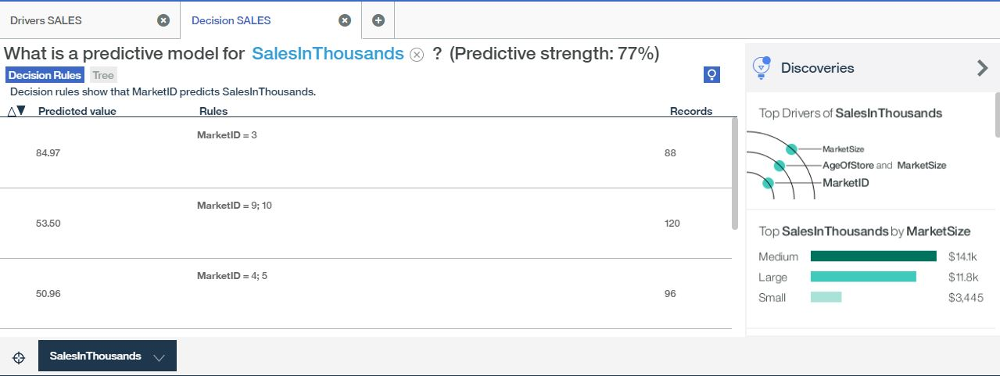 Drivers SALES
Decision SALES
What is a predictive model for SalesInThousands ? (Predictive strength: 77%)
Decision Rules Tree
Decision rules show that MarketID predicts SalesInThousands.
Predicted value Rules Records
MarketID = 3
84.97 88
MarketID = 9; 10
53.50 120
MarketID = 4; 5
50.96 96
Discoveries
Top Drivers of SalesInThousands
MarketSize
AgeOfStore and MarketSize
MarketID
Top SalesInThousands by MarketSize
Medium $14.1k
Large $11.8k
Small $3,445
SalesInThousands